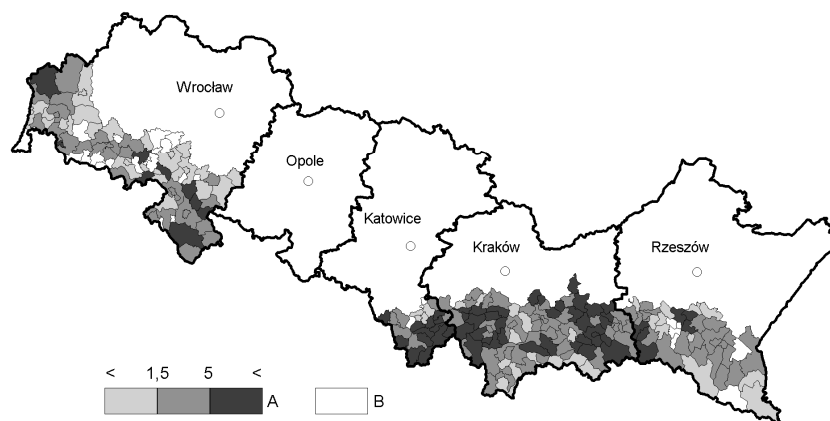 Wrocław
Opole
Katowice
Kraków
Rzeszów
< 1,5 5 <
A B